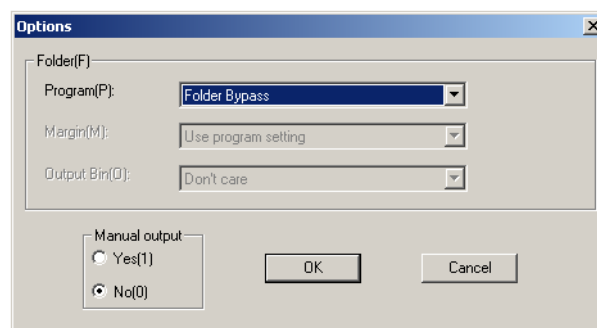 Options
Folder(F)
Program(P): Folder Bypass
Margin(M): Use program setting
Output Bin(O): Don't care
Manual output
Yes(1)
No(0)
OK Cancel